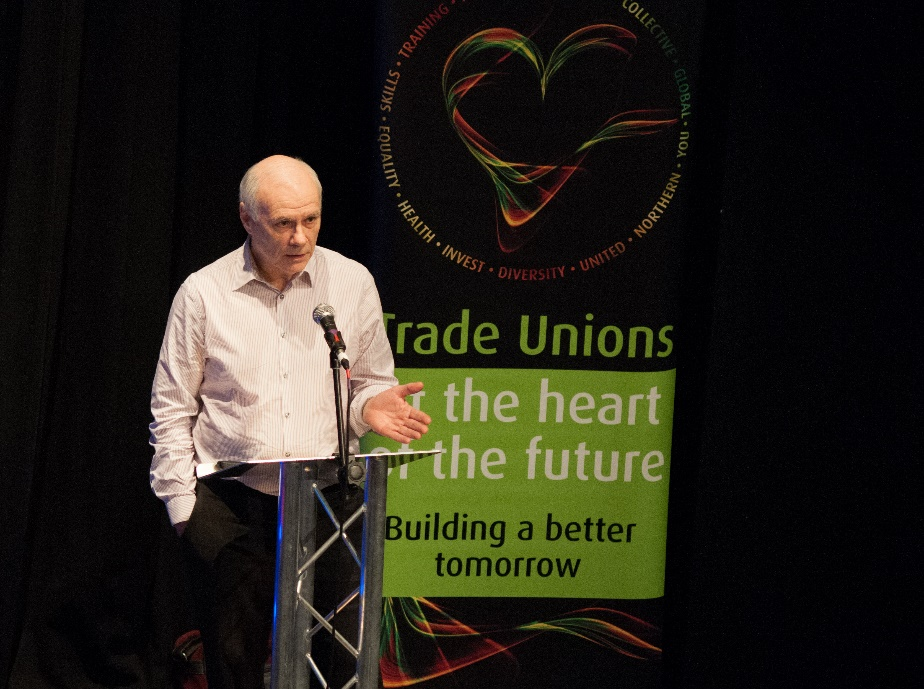 SKILLS • TRAINING •
COLLECTIVE • GLOBAL •
EQUALITY • HEALTH • INVEST • DIVERSITY • UNITED • NORTHERN • YOU
Trade Unions
the heart
the future
Building a better
tomorrow